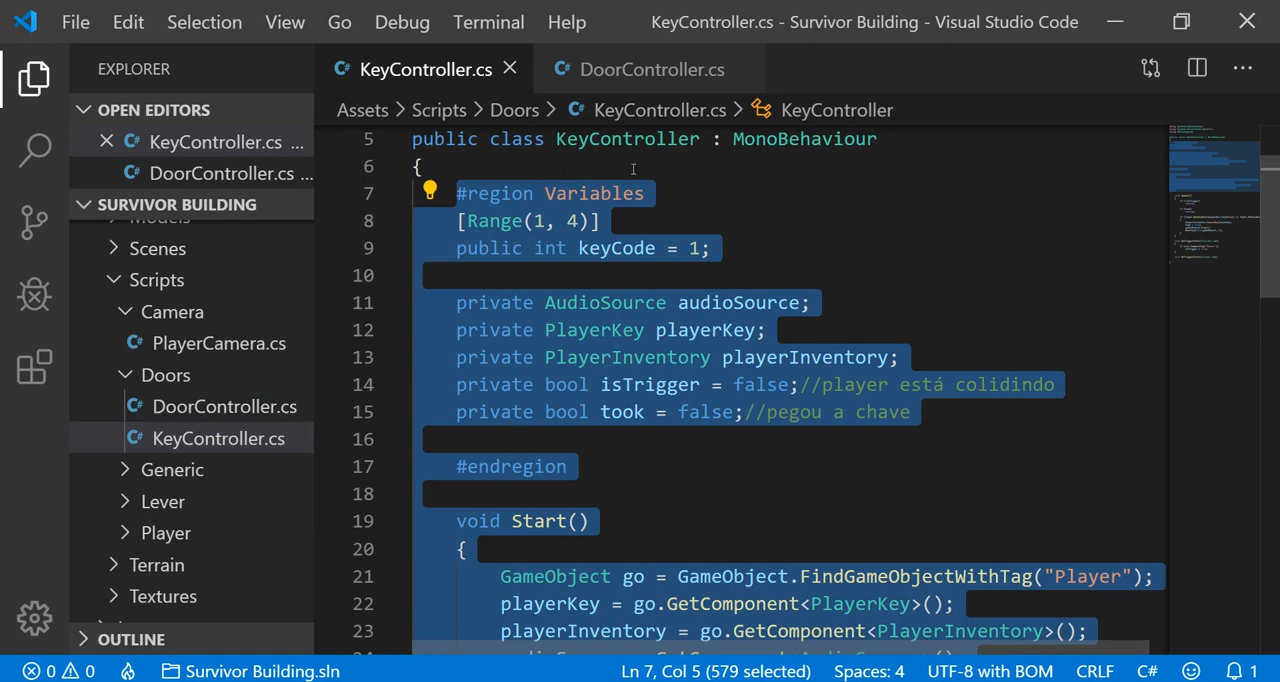 File Edit Selection View Go Debug Terminal Help KeyController.cs - Survivor Building - Visual Studio Code
EXPLORER
OPEN EDITORS
KeyController.cs ...
DoorController.cs ...
SURVIVOR BUILDING
Models
Scenes
Scripts
Camera
PlayerCamera.cs
Doors
DoorController.cs
KeyController.cs
Generic
Lever
Player
Terrain
Textures
OUTLINE
KeyController.cs DoorController.cs
Assets > Scripts > Doors > KeyController.cs > KeyController
5 public class KeyController : MonoBehaviour
6 {
7 #region Variables
8 [Range(1, 4)]
9 public int keyCode = 1;
10
11 private AudioSource audioSource;
12 private PlayerKey playerKey;
13 private PlayerInventory playerInventory;
14 private bool isTrigger = false;//player está colidindo
15 private bool took = false;//pegou a chave
16
17 #endregion
18
19 void Start()
20 {
21 GameObject go = GameObject.FindGameObjectWithTag("Player");
22 playerKey = go.GetComponent<PlayerKey>();
23 playerInventory = go.GetComponent<PlayerInventory>();
0 0 Survivor Building.sln Ln 7, Col 5 (579 selected) Spaces: 4 UTF-8 with BOM CRLF C# 1